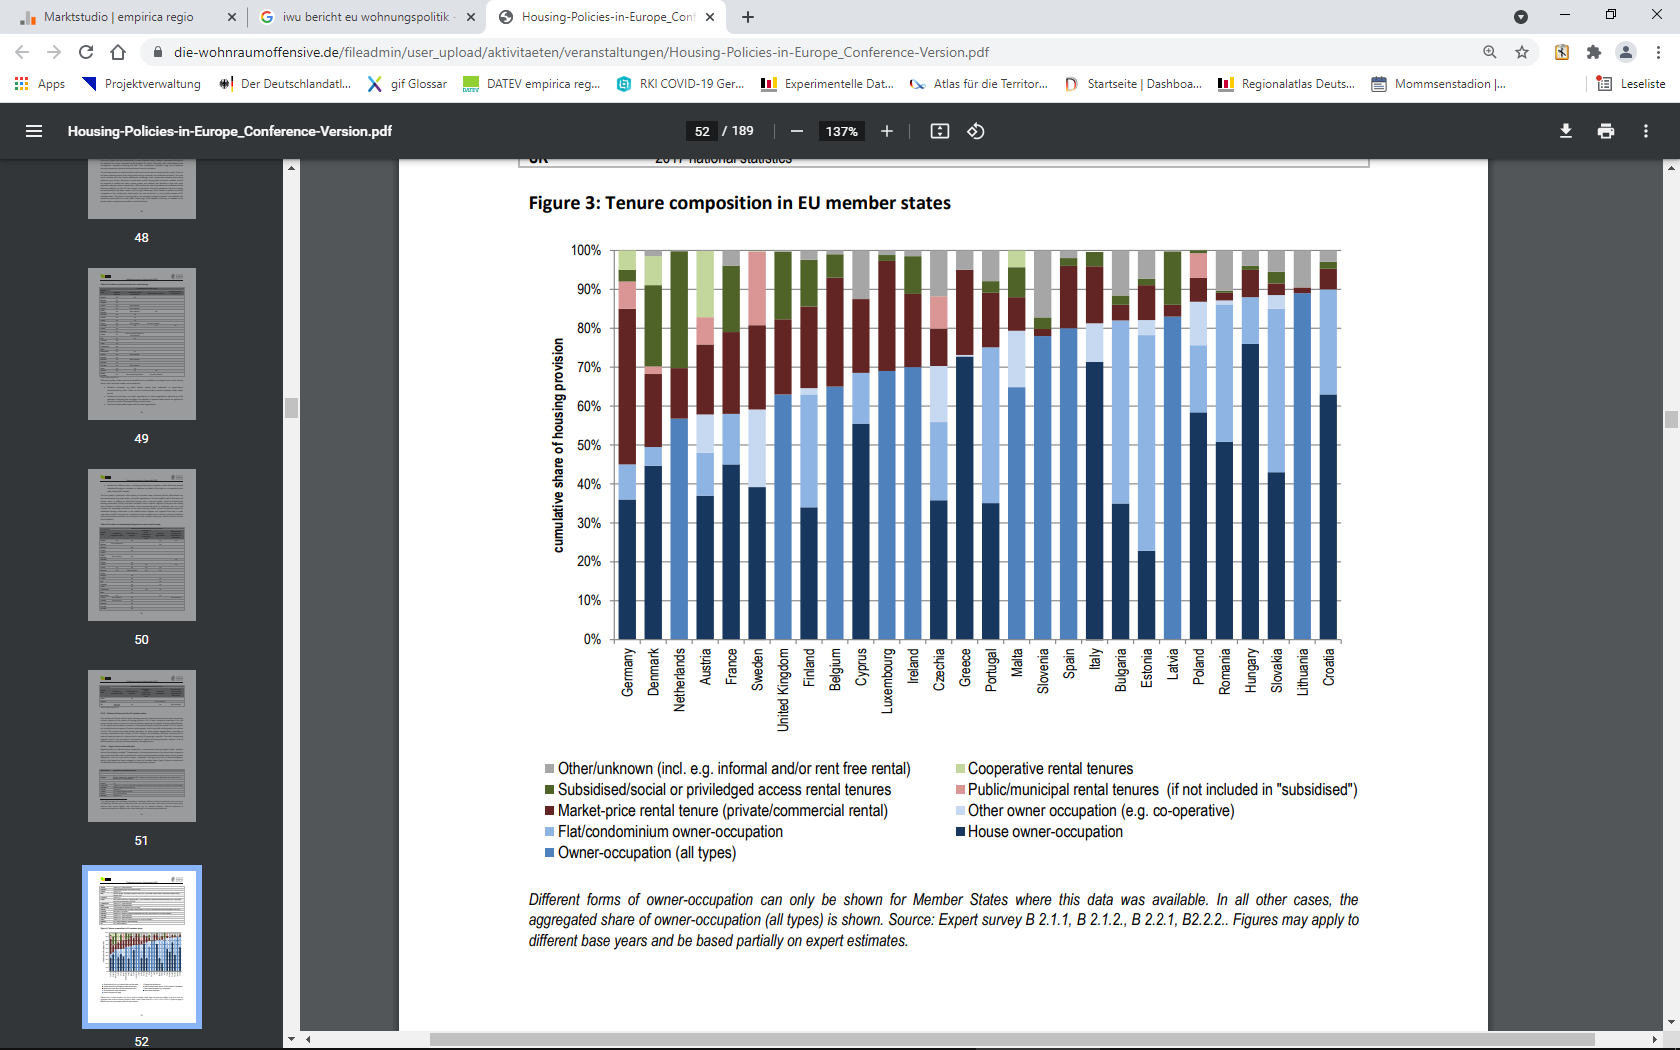 Marktstudio | empirica regio
iwu bericht eu wohnungspolitik -
Housing-Policies-in-Europe_Conf
die-wohnraumoffensive.de/fileadmin/user_upload/aktivitaeten/veranstaltungen/Housing-Policies-in-Europe_Conference-Version.pdf
Apps
Projektverwaltung
Der Deutschlandatl...
gif Glossar
DATEV empirica reg...
RKI COVID-19 Ger...
Experimentelle Dat...
Atlas für die Territor...
Startseite | Dashboa...
Regionalatlas Deuts...
Mommsenstadion |...
Leseliste
Housing-Policies-in-Europe_Conference-Version.pdf
52 / 189
137%
48
49
50
51
52
UK 2017 national statistics
Figure 3: Tenure composition in EU member states
cumulative share of housing provision
100%
90%
80%
70%
60%
50%
40%
30%
20%
10%
0%
Germany
Denmark
Netherlands
Austria
France
Sweden
United Kingdom
Finland
Belgium
Cyprus
Luxembourg
Ireland
Czechia
Greece
Portugal
Malta
Slovenia
Spain
Italy
Bulgaria
Estonia
Latvia
Poland
Romania
Hungary
Slovakia
Lithuania
Croatia
Other/unknown (incl. e.g. informal and/or rent free rental)
Cooperative rental tenures
Subsidised/social or priviledged access rental tenures
Public/municipal rental tenures (if not included in "subsidised")
Market-price rental tenure (private/commercial rental)
Other owner occupation (e.g. co-operative)
Flat/condominium owner-occupation
House owner-occupation
Owner-occupation (all types)
Different forms of owner-occupation can only be shown for Member States where this data was available. In all other cases, the
aggregated share of owner-occupation (all types) is shown. Source: Expert survey B 2.1.1, B 2.1.2., B 2.2.1, B2.2.2.. Figures may apply to
different base years and be based partially on expert estimates.